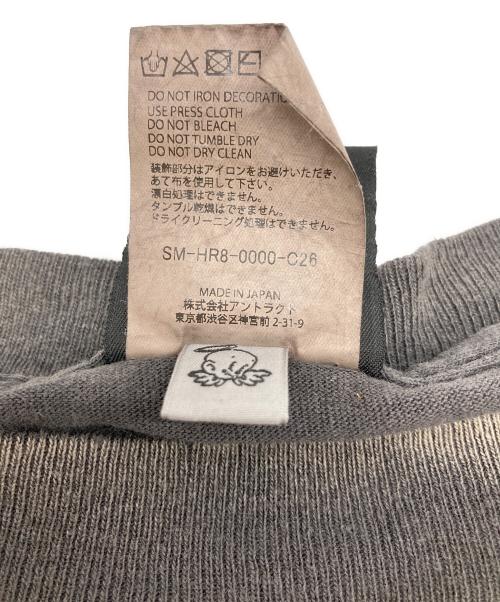 DO NOT IRON DECORATIO
USE PRESS CLOTH
DO NOT BLEACH
DO NOT TUMBLE DRY
DO NOT DRY CLEAN
装飾部分はアイロンをお避けいただき、
あて布を使用して下さい。
漂白処理はできません。
タンブル乾燥はできません。
ドライクリーニング処理はできません。
SM-HR8-0000-C26
MADE IN JAPAN
株式会社アントラクト
東京都渋谷区神宮前 2-31-9